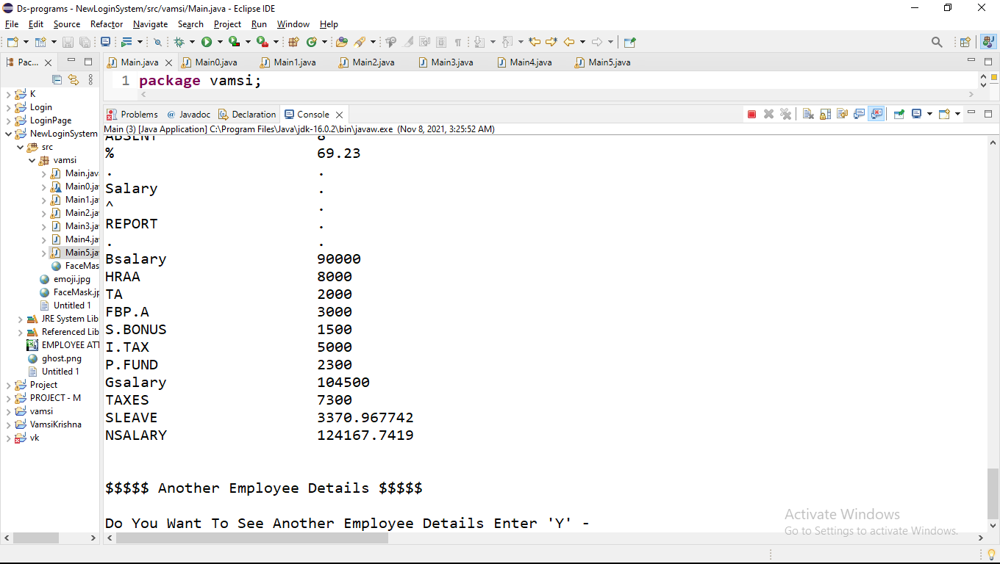 Ds-programs - NewLoginSystem/src/vamsi/Main.java - Eclipse IDE
File Edit Source Refactor Navigate Search Project Run Window Help
Pac...
Main.java Main0.java Main1.java Main2.java Main3.java Main4.java Main5.java
1 package vamsi;
K
Login
LoginPage
NewLoginSystem
src
vamsi
Main.jav
Main0.ja
Main1.ja
Main2.ja
Main3.ja
Main4.ja
Main5.ja
FaceMas
emoji.jpg
FaceMask.jp
Untitled 1
JRE System Lib
Referenced Lib
EMPLOYEE ATT
ghost.png
Untitled 1
Project
PROJECT - M
vamsi
VamsiKrishna
vk
Problems @ Javadoc Declaration Console
Main (3) [Java Application] C:\Program Files\Java\jdk-16.0.2\bin\javaw.exe (Nov 8, 2021, 3:25:52 AM)
ABSENT 8
% 69.23
. .
Salary .
^ .
REPORT .
. .
Bsalary 90000
HRAA 8000
TA 2000
FBP.A 3000
S.BONUS 1500
I.TAX 5000
P.FUND 2300
Gsalary 104500
TAXES 7300
SLEAVE 3370.967742
NSALARY 124167.7419
$$$$$ Another Employee Details $$$$$
Do You Want To See Another Employee Details Enter 'Y' -
Activate Windows
Go to Settings to activate Windows.